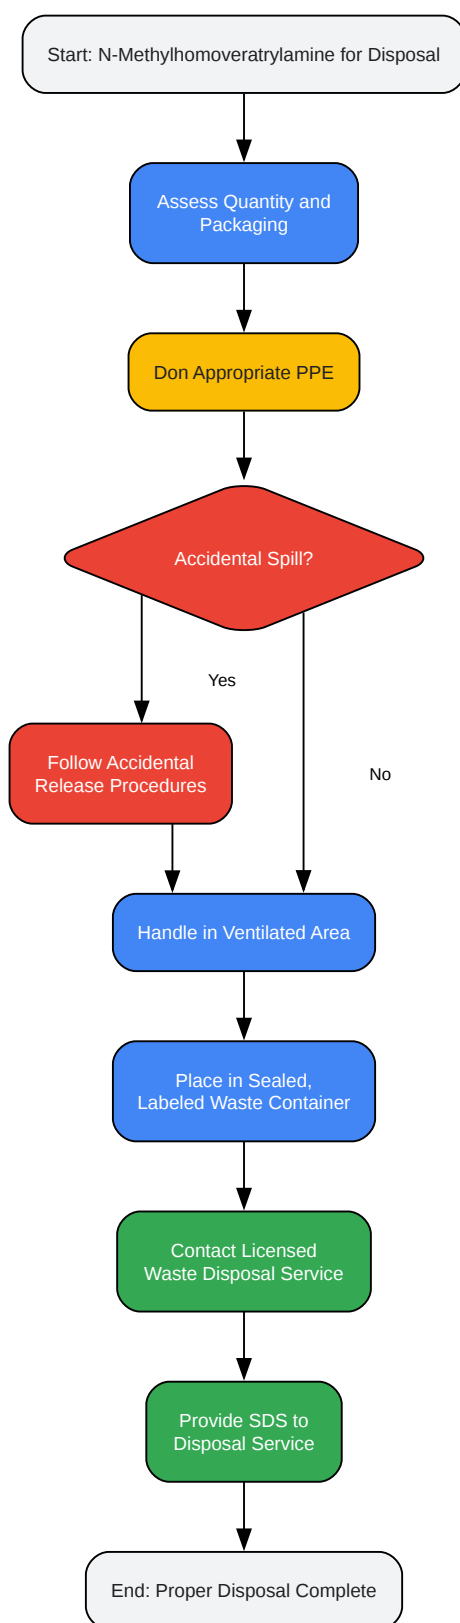 Start: N-Methylhomoveratrylamine for Disposal
Assess Quantity and
Packaging
Don Appropriate PPE
Accidental Spill?
Yes
Follow Accidental
Release Procedures
No
Handle in Ventilated Area
Place in Sealed,
Labeled Waste Container
Contact Licensed
Waste Disposal Service
Provide SDS to
Disposal Service
End: Proper Disposal Complete